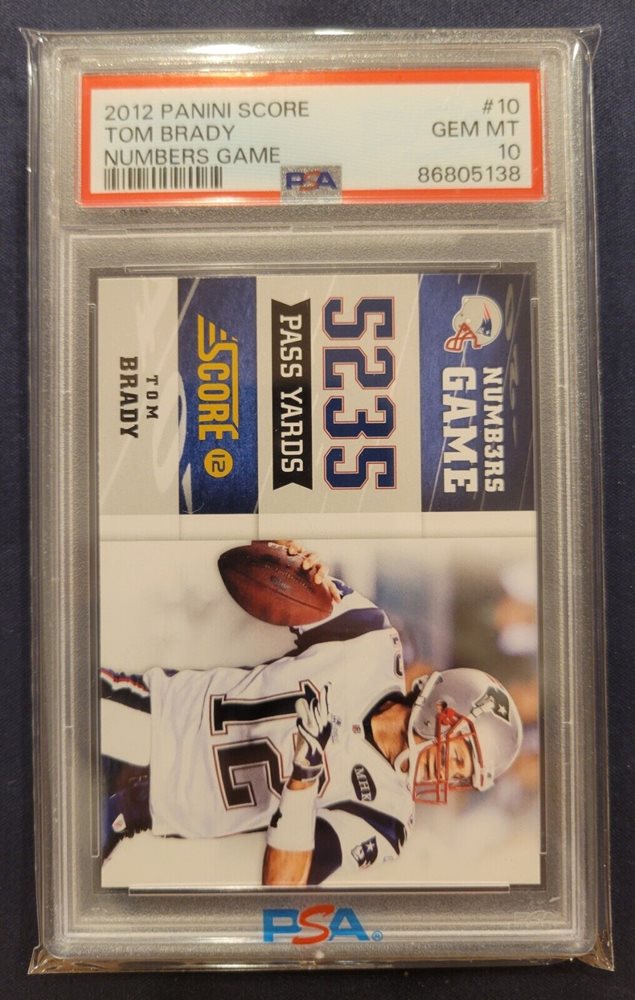 2012 PANINI SCORE #10
TOM BRADY GEM MT
NUMBERS GAME 10
PSA 86805138
NUMB3RS
GAME
5235
PASS YARDS
SCORE 12
TOM
BRADY
12
MHK
PSA